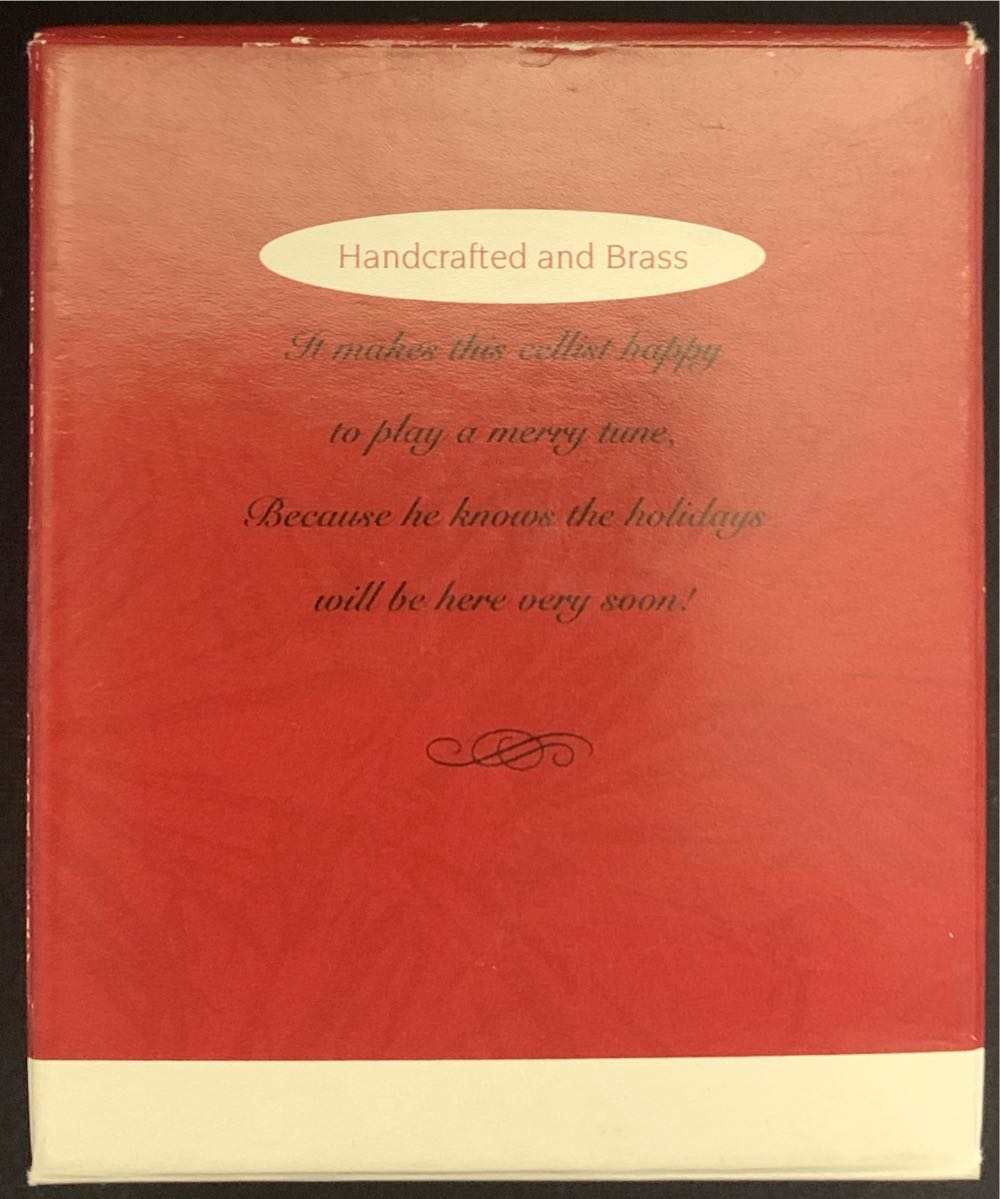 Handcrafted and Brass
It makes this cellist happy
to play a merry tune,
Because he knows the holidays
will be here very soon!